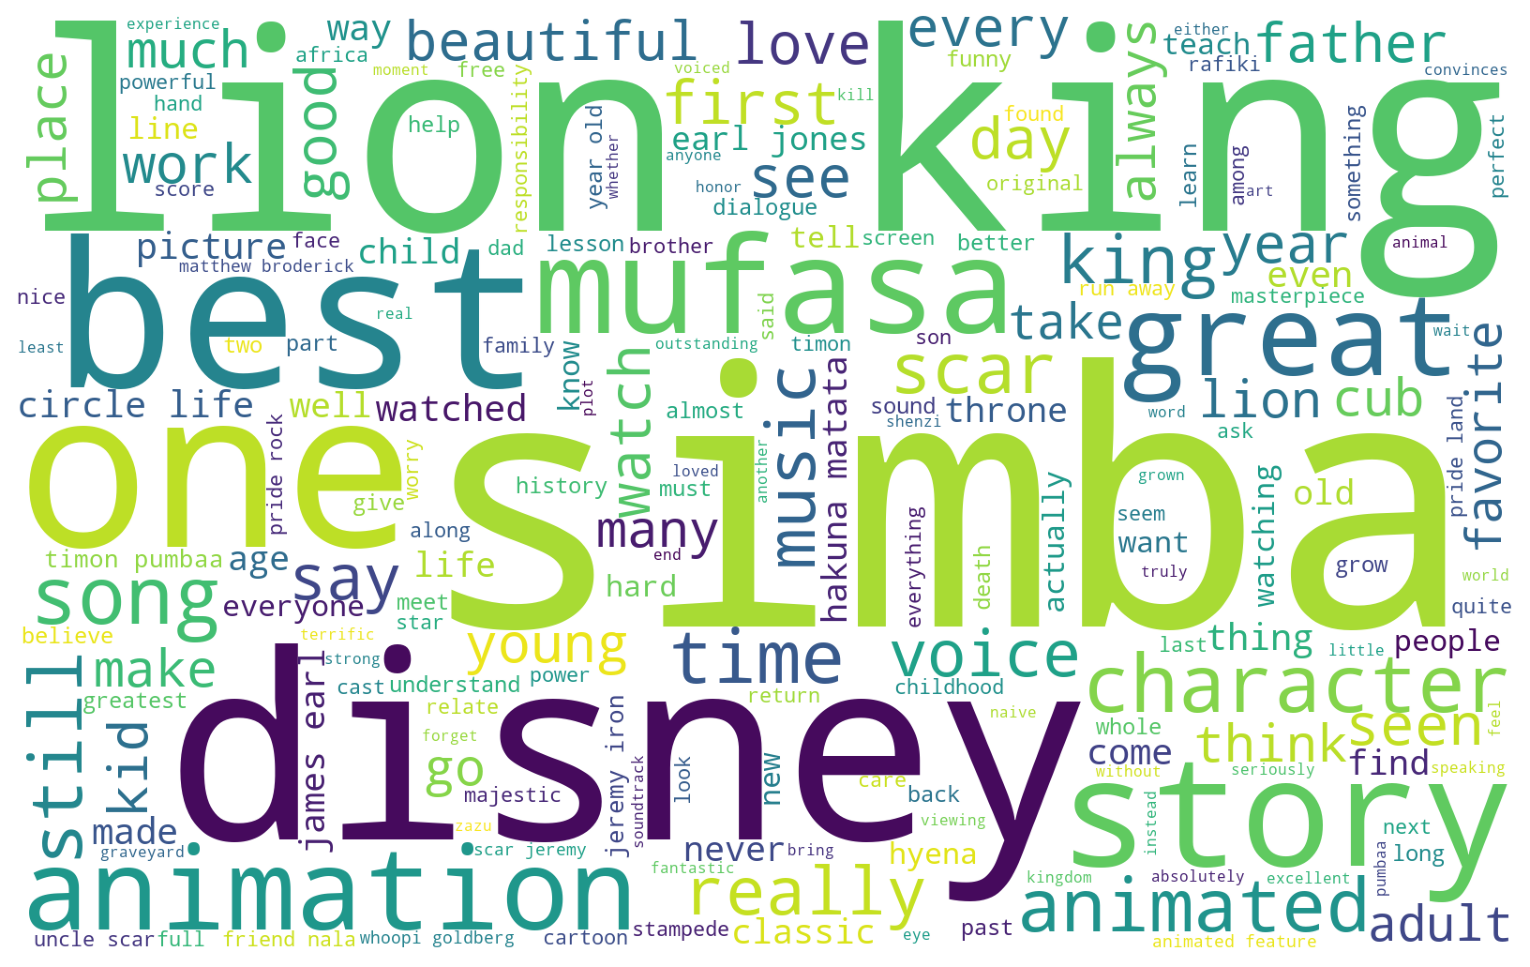 experience
much
way
africa
beautiful
love
every
either
teach
father
place
powerful
moment
free
voiced
funny
rafiki
convinces
lion king
hand
line
work
score
good
help
responsibility
year old
whether
first
kill
earl jones
anyone
see
honor
dialogue
found
day
original
always
learn
among
art
something
perfect
picture
face
matthew broderick
child
dad
lesson
brother
tell
screen
better
king
year
animal
even
nice
best
real
mufasa
said
run away
masterpiece
least
two
part
family
know
plot
outstanding
timon
son
take
great
wait
favorite
circle life
well
watched
watch
almost
music
scar
sound
throne
shenzi
word
lion
cub
ask
pride land
one
pride rock
worry
give
simba
history
loved
must
another
hakuna matata
grown
old
watching
actually
seem
want
along
many
end
everything
death
truly
grow
world
timon pumbaa
age
say
life
hard
song
everyone
meet
star
quite
believe
terrific
strong
young
time
voice
last
thing
little
people
still
make
greatest
james earl
cast
understand
power
return
childhood
character
kid
disney
relate
forget
go
jeremy iron
soundtrack
look
new
care
back
naive
whole
come
think
seen
feel
find
without
seriously
speaking
made
graveyard
zazu
majestic
viewing
story
instead
next
long
pumbaa
animation
scar jeremy
never
bring
hyena
fantastic
really
kingdom
absolutely
excellent
animated
adult
uncle scar
full
friend nala
whoopi goldberg
cartoon
stampede
classic
eye
past
animated feature